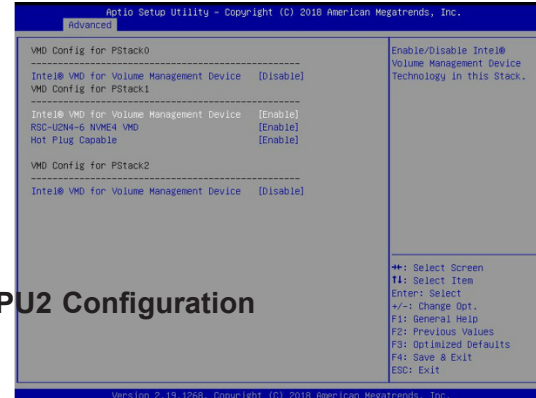 Aptio Setup Utility – Copyright (C) 2018 American Megatrends, Inc.
Advanced
VMD Config for PStack0
------------------------------------------------
Intel® VMD for Volume Management Device [Disable]
VMD Config for PStack1
------------------------------------------------
Intel® VMD for Volume Management Device [Enable]
RSC-U2N4-6 NVME4 VMD [Enable]
Hot Plug Capable [Enable]
VMD Config for PStack2
------------------------------------------------
Intel® VMD for Volume Management Device [Disable]
Enable/Disable Intel®
Volume Management Device
Technology in this Stack.
→←: Select Screen
↑↓: Select Item
Enter: Select
+/-: Change Opt.
F1: General Help
F2: Previous Values
F3: Optimized Defaults
F4: Save & Exit
ESC: Exit
PU2 Configuration
Version 2.19.1268. Copyright (C) 2018 American Megatrends, Inc.